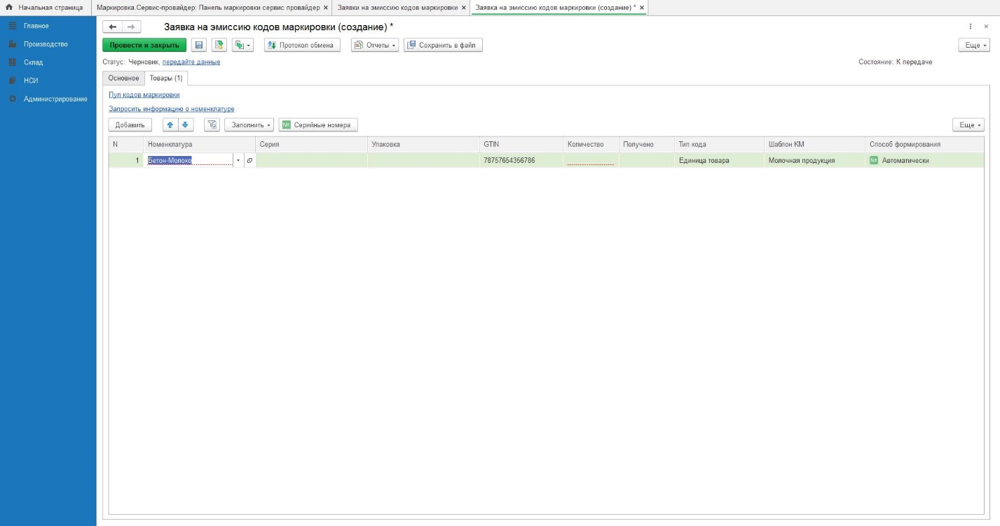 Начальная страница
Маркировка.Сервис-провайдер: Панель маркировки сервис провайдер ×
Заявки на эмиссию кодов маркировки ×
Заявка на эмиссию кодов маркировки (создание) * ×
Главное
Производство
Склад
НСИ
Администрирование
Заявка на эмиссию кодов маркировки (создание) *
Провести и закрыть
Протокол обмена
Отчеты
Сохранить в файл
Еще
Статус: Черновик, передайте данные
Состояние: К передаче
Основное
Товары (1)
Пул кодов маркировки
Запросить информацию о номенклатуре
Добавить
Заполнить
№ Серийные номера
Еще
N Номенклатура Серия Упаковка GTIN Количество Получено Тип кода Шаблон КМ Способ формирования
1 Бетон-Молоко 78757654356786 Единица товара Молочная продукция № Автоматически